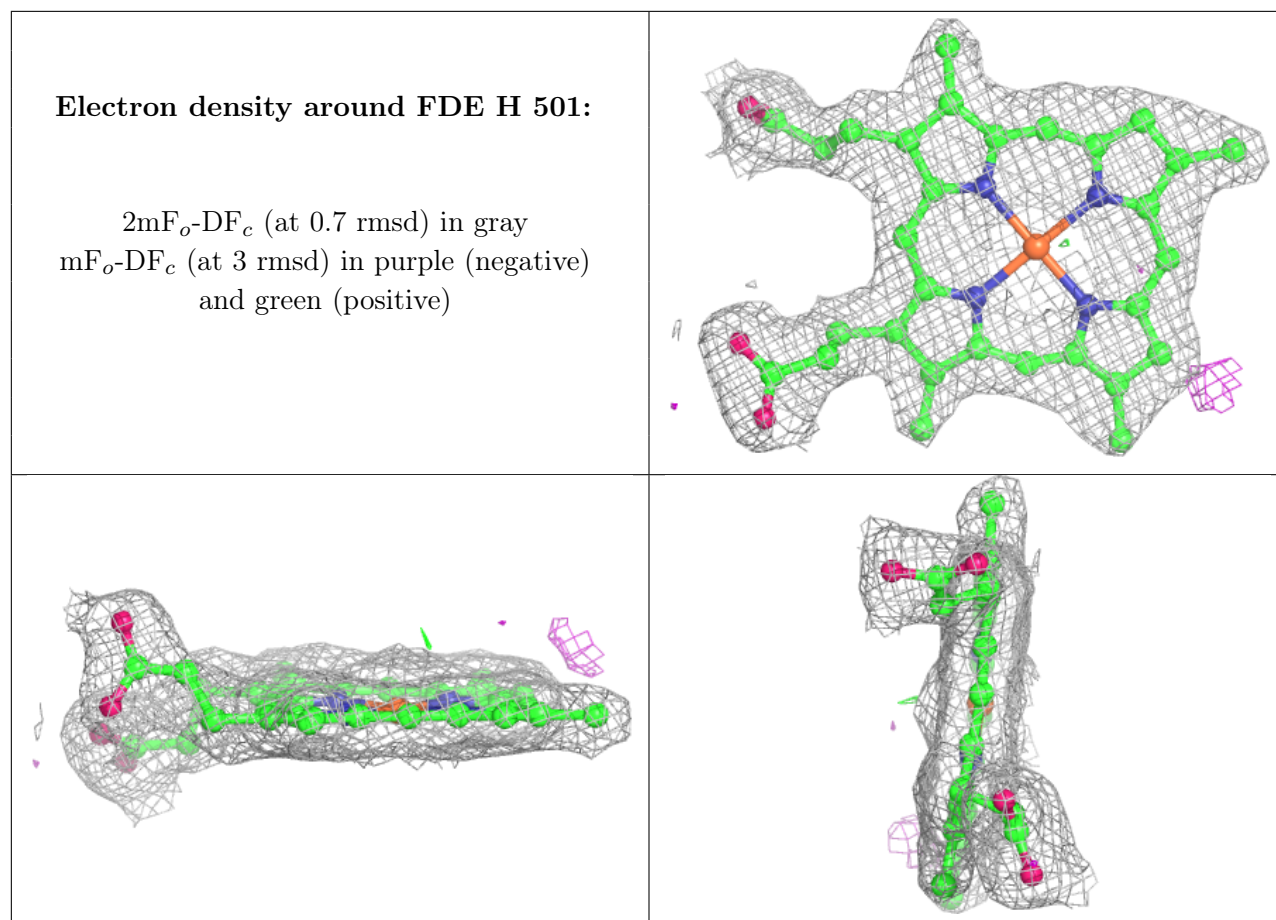 Electron density around FDE H 501:
2mFo-DFc (at 0.7 rmsd) in gray
mFo-DFc (at 3 rmsd) in purple (negative)
and green (positive)